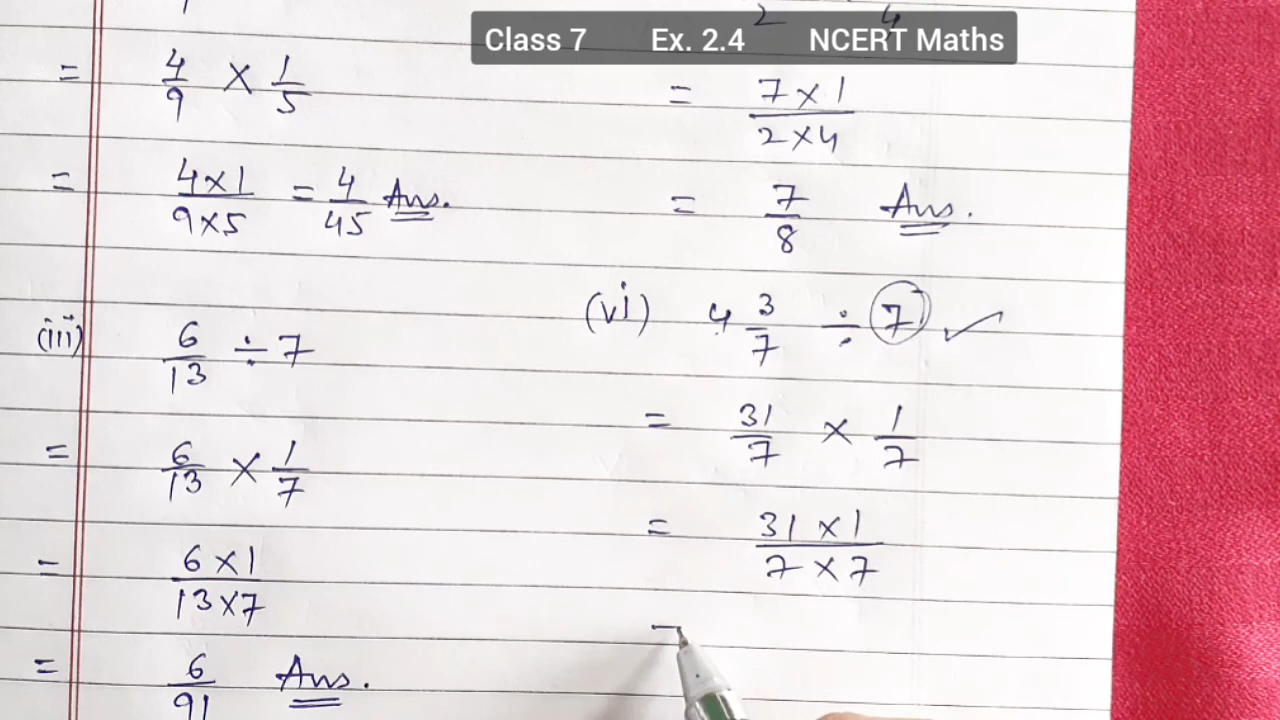 Class 7 Ex. 2.4 NCERT Maths
= 4/9 × 1/5
= 4×1/9×5 = 4/45 Ans.
(iii) 6/13 ÷ 7
= 6/13 × 1/7
= 6×1/13×7
= 6/91 Ans.
2 4
= 7×1/2×4
= 7/8 Ans.
(vi) 4 3/7 ÷ 7 ✓
= 31/7 × 1/7
= 31×1/7×7